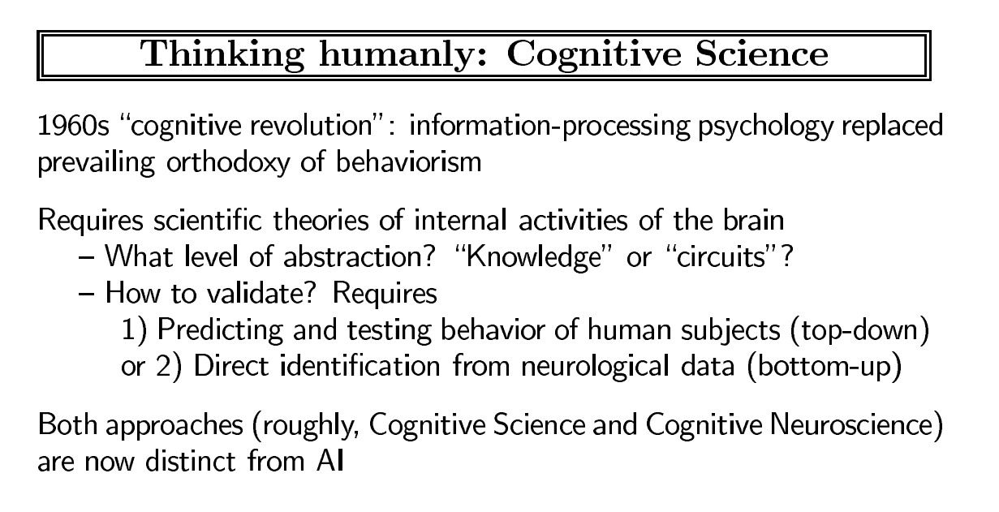 Thinking humanly: Cognitive Science
1960s “cognitive revolution”: information-processing psychology replaced
prevailing orthodoxy of behaviorism
Requires scientific theories of internal activities of the brain
– What level of abstraction? “Knowledge” or “circuits”?
– How to validate? Requires
1) Predicting and testing behavior of human subjects (top-down)
or 2) Direct identification from neurological data (bottom-up)
Both approaches (roughly, Cognitive Science and Cognitive Neuroscience)
are now distinct from AI